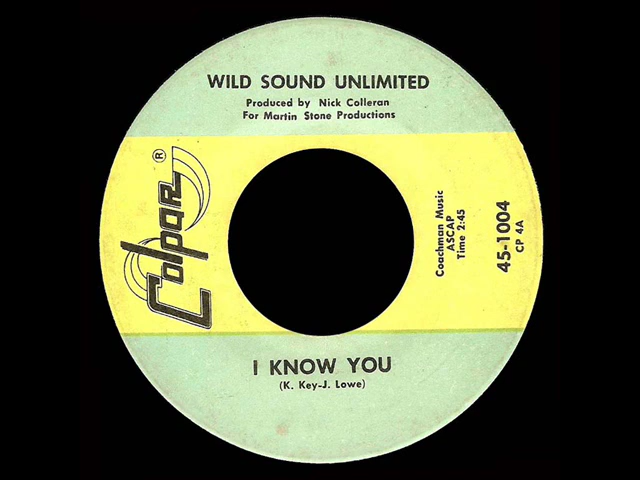 WILD SOUND UNLIMITED
Produced by Nick Colleran
For Martin Stone Productions
Colpar ®
Coachman Music
ASCAP
Time 2:45
45-1004
CP 4A
I KNOW YOU
(K. Key-J. Lowe)